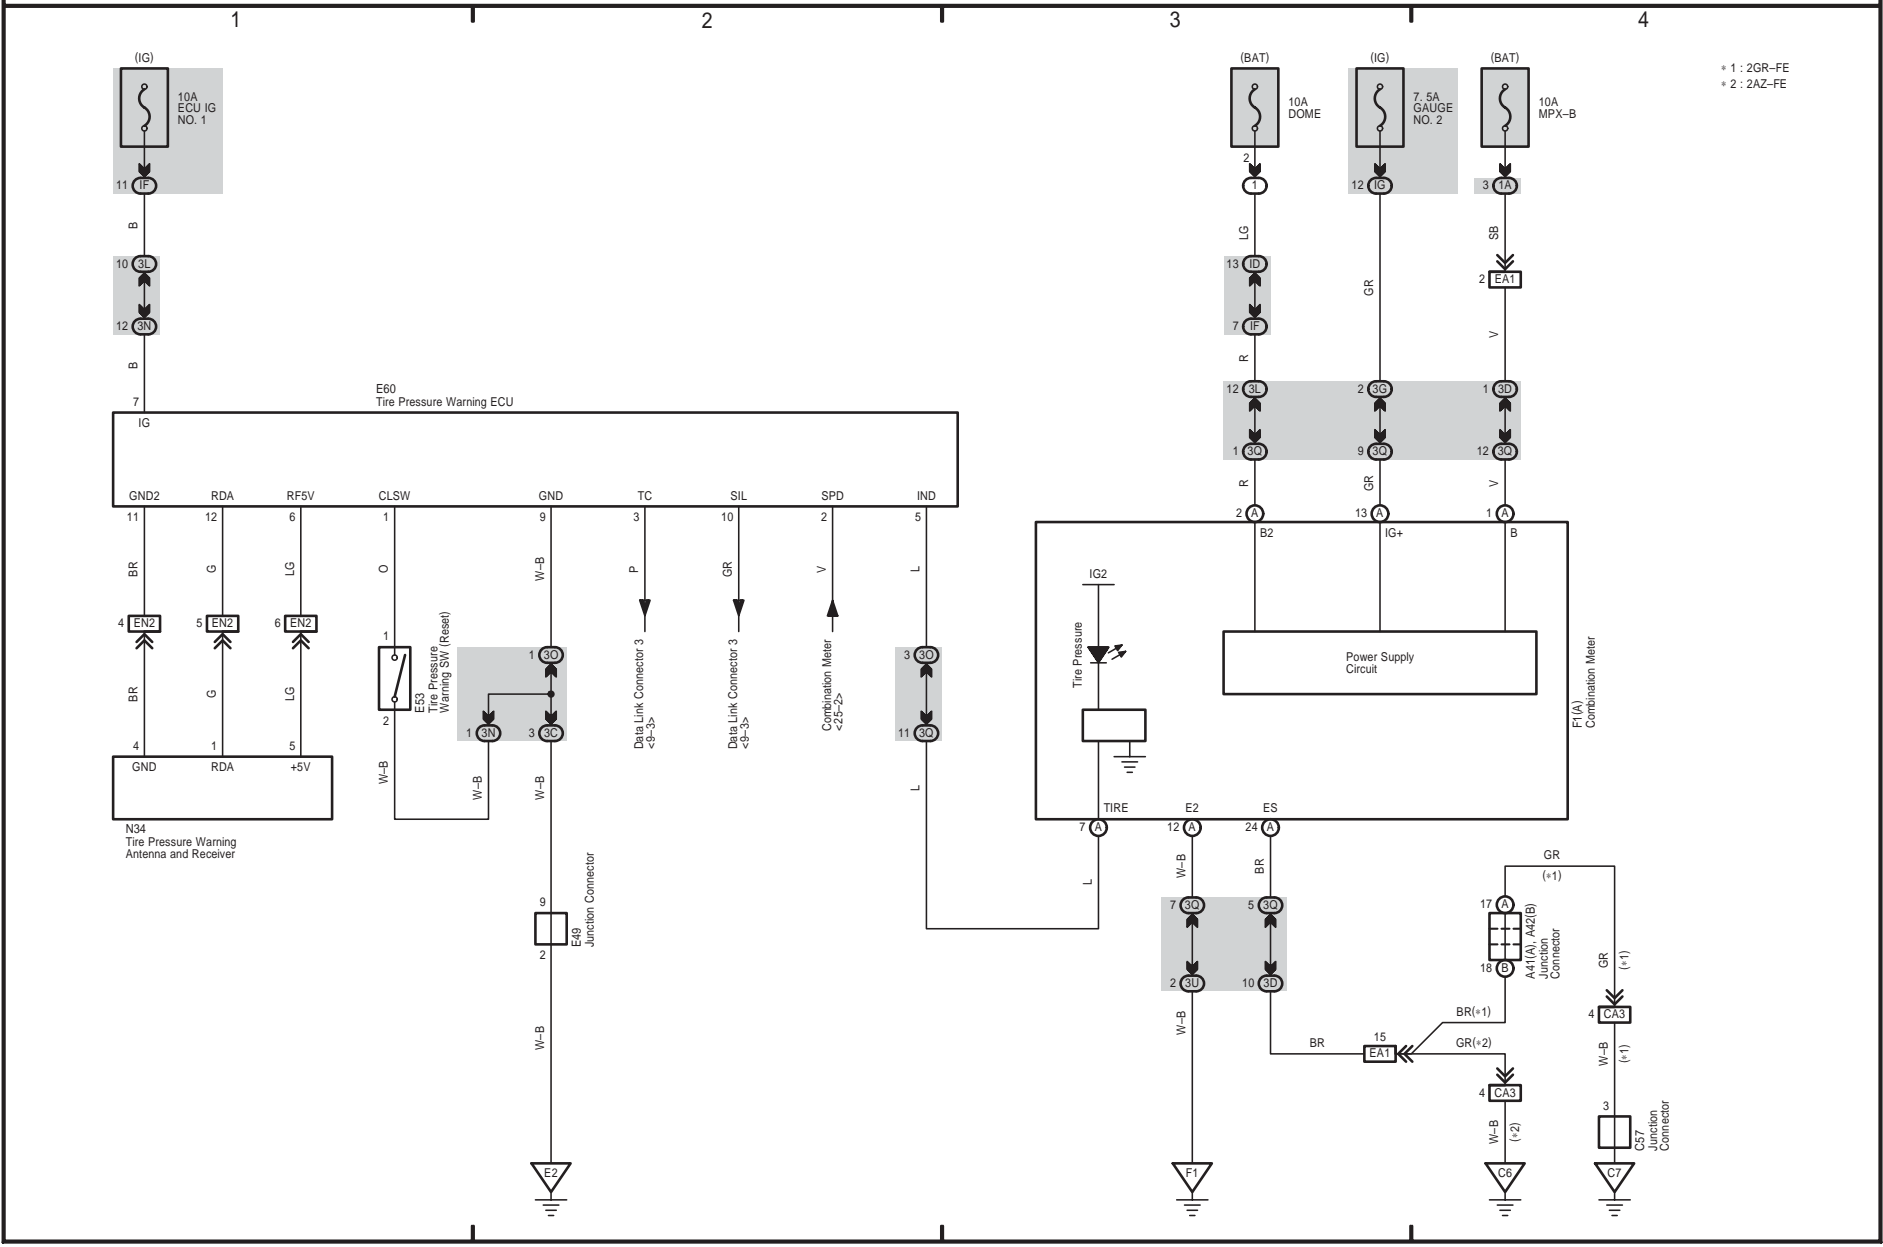 1
2
3
4
(IG)
10A
ECU IG
NO. 1
11 IF
B
10 3L
12 3N
B
7
E60
Tire Pressure Warning ECU
IG
GND2
RDA
RF5V
CLSW
GND
TC
SIL
SPD
IND
11
12
6
1
9
3
10
2
5
BR
G
LG
O
W–B
P
GR
V
L
4 EN2
5 EN2
6 EN2
BR
G
LG
4
1
5
GND
RDA
+5V
N34
Tire Pressure Warning
Antenna and Receiver
1
2
E53
Tire Pressure
Warning SW (Reset)
W–B
1 3O
1 3N
3 3C
W–B
W–B
9
2
E49
Junction Connector
W–B
E2
Data Link Connector 3
<9–3>
Data Link Connector 3
<9–3>
Combination Meter
<25–2>
3 3O
11 3Q
L
(BAT)
10A
DOME
2
1
LG
13 ID
7 IF
R
12 3L
1 3Q
R
2 A
(IG)
7. 5A
GAUGE
NO. 2
12 IG
GR
2 3G
9 3Q
GR
13 A
(BAT)
10A
MPX–B
3 1A
SB
2 EA1
V
1 3D
12 3Q
V
1 A
∗ 1 : 2GR–FE
∗ 2 : 2AZ–FE
B2
IG+
B
IG2
Tire Pressure
Power Supply
Circuit
F1(A)
Combination Meter
TIRE
E2
ES
7 A
12 A
24 A
L
W–B
BR
7 3Q
5 3Q
2 3U
10 3D
W–B
F1
BR
15
EA1
BR(∗1)
GR(∗2)
GR
(∗1)
17 A
18 B
A41(A), A42(B)
Junction
Connector
GR
(∗1)
4 CA3
W–B
(∗1)
4 CA3
W–B
(∗2)
3
C57
Junction
Connector
C6
C7